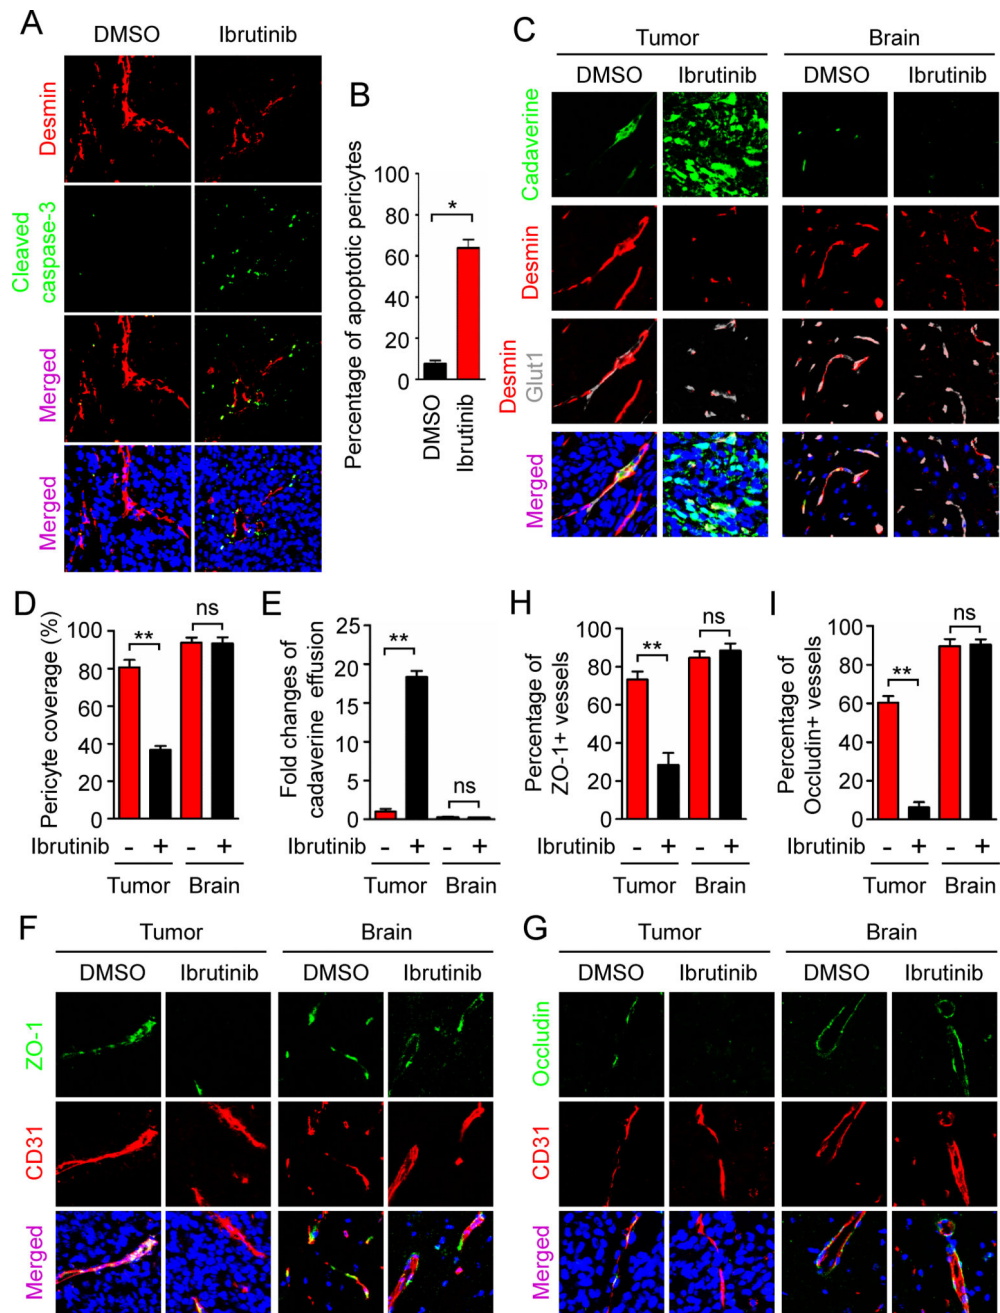 A
DMSO Ibrutinib
Desmin
Cleaved
caspase-3
Merged
Merged
B
Percentage of apoptotic pericytes
100
80
60
40
20
0
*
DMSO
Ibrutinib
C
Tumor Brain
DMSO Ibrutinib DMSO Ibrutinib
Cadaverine
Desmin
Desmin
Glut1
Merged
D
Pericyte coverage (%)
80
60
40
80
0
** ns
Ibrutinib - + - +
Tumor Brain
E
Fold changes of
cadaverine effusion
25
20
15
10
5
0
** ns
Ibrutinib - + - +
Tumor Brain
H
Percentage of
ZO-1+ vessels
100
80
60
40
20
0
** ns
Ibrutinib - + - +
Tumor Brain
I
Percentage of
Occludin+ vessels
100
80
60
40
20
0
** ns
Ibrutinib - + - +
Tumor Brain
F
Tumor Brain
DMSO Ibrutinib DMSO Ibrutinib
ZO-1
CD31
Merged
G
Tumor Brain
DMSO Ibrutinib DMSO Ibrutinib
Occludin
CD31
Merged